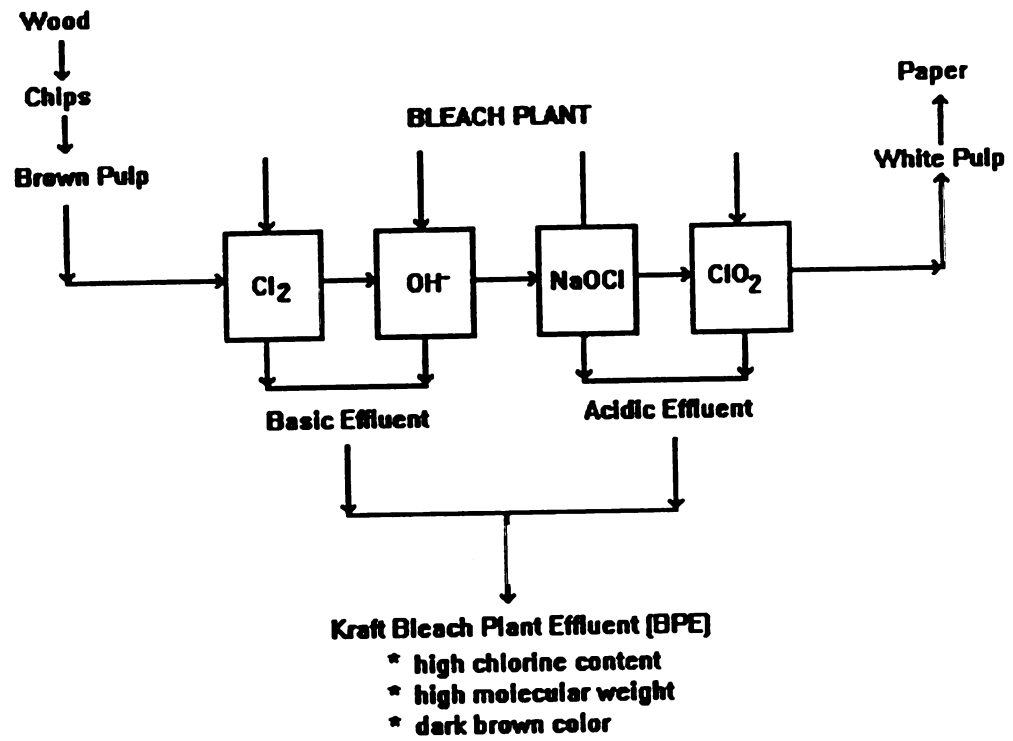 Wood
Chips
Brown Pulp
BLEACH PLANT
Paper
White Pulp
Cl₂
OH⁻
NaOCl
ClO₂
Basic Effluent
Acidic Effluent
Kraft Bleach Plant Effluent (BPE)
* high chlorine content
* high molecular weight
* dark brown color